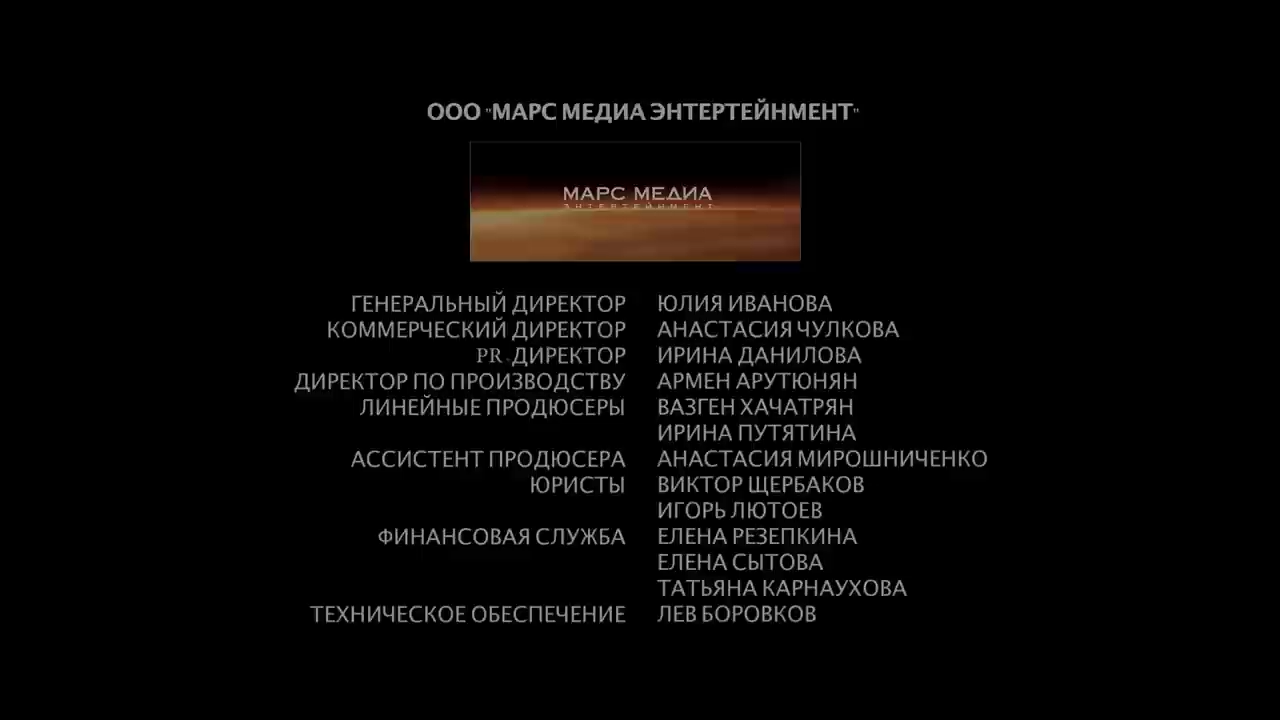 ООО "МАРС МЕДИА ЭНТЕРТЕЙНМЕНТ"
МАРС МЕДИА
ЭНТЕРТЕЙНМЕНТ
ГЕНЕРАЛЬНЫЙ ДИРЕКТОР ЮЛИЯ ИВАНОВА
КОММЕРЧЕСКИЙ ДИРЕКТОР АНАСТАСИЯ ЧУЛКОВА
PR ДИРЕКТОР ИРИНА ДАНИЛОВА
ДИРЕКТОР ПО ПРОИЗВОДСТВУ АРМЕН АРУТЮНЯН
ЛИНЕЙНЫЕ ПРОДЮСЕРЫ ВАЗГЕН ХАЧАТРЯН
ИРИНА ПУТЯТИНА
АССИСТЕНТ ПРОДЮСЕРА АНАСТАСИЯ МИРОШНИЧЕНКО
ЮРИСТЫ ВИКТОР ЩЕРБАКОВ
ИГОРЬ ЛЮТОЕВ
ФИНАНСОВАЯ СЛУЖБА ЕЛЕНА РЕЗЕПКИНА
ЕЛЕНА СЫТОВА
ТАТЬЯНА КАРНАУХОВА
ТЕХНИЧЕСКОЕ ОБЕСПЕЧЕНИЕ ЛЕВ БОРОВКОВ